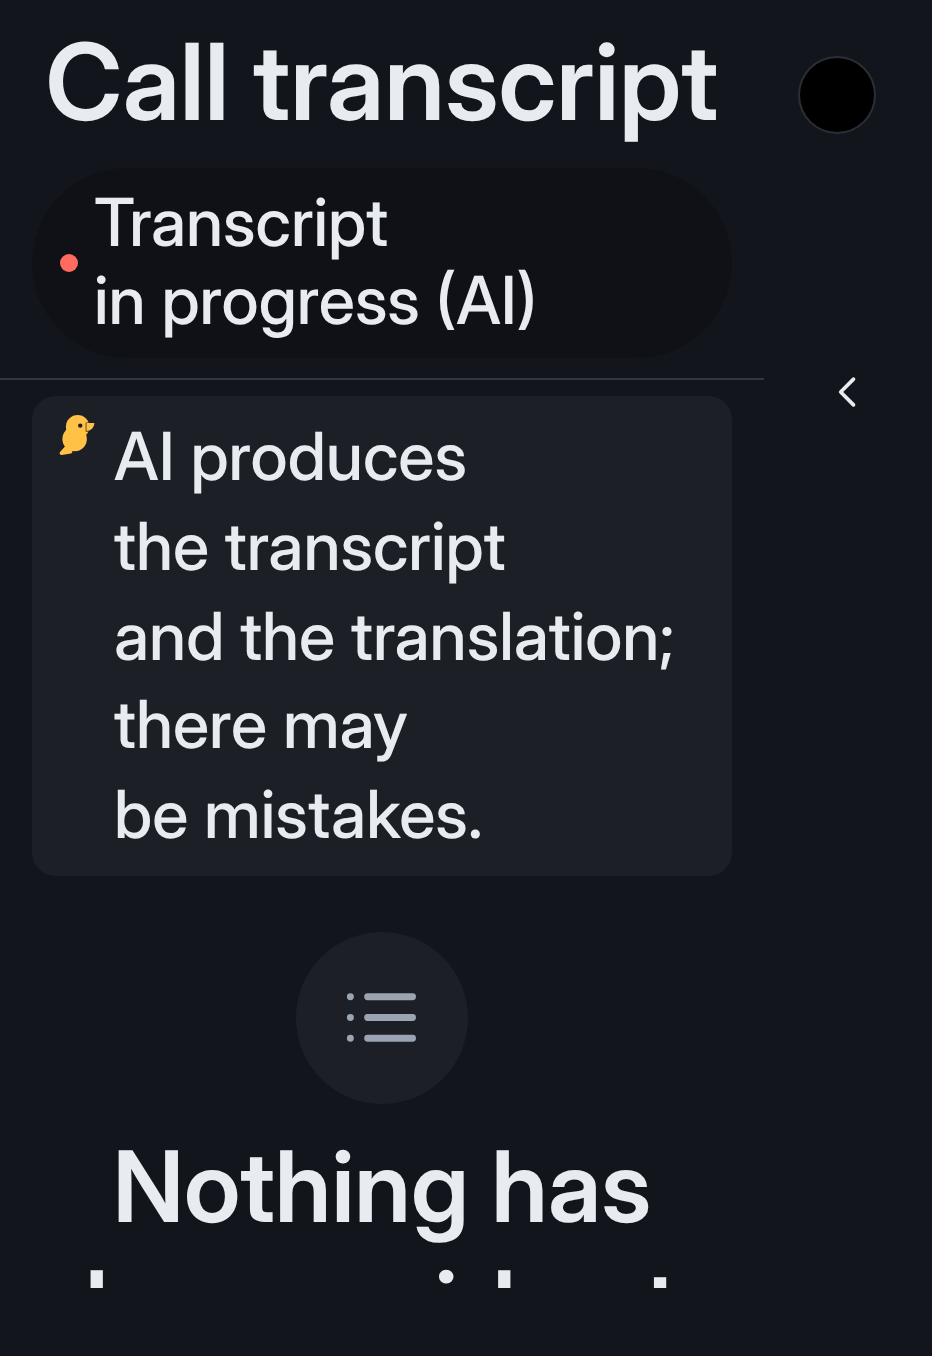 Call transcript
Transcript
in progress (AI)
AI produces
the transcript
and the translation;
there may
be mistakes.
Nothing has